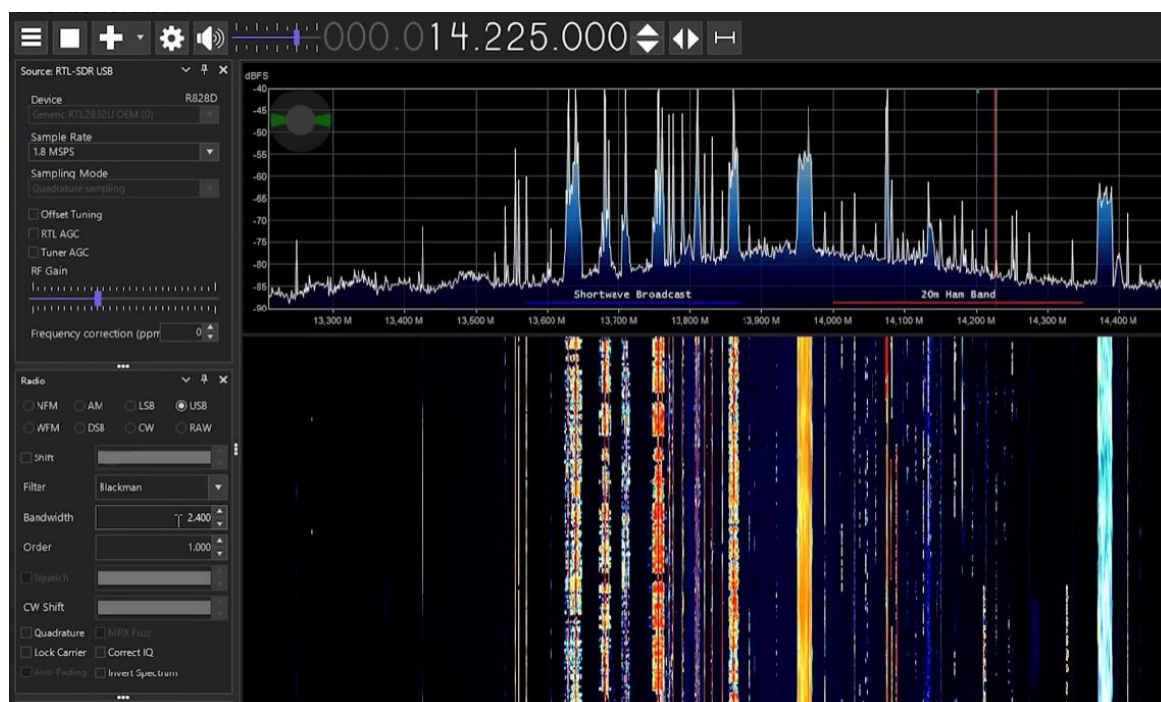 000.014.225.000
Source: RTL-SDR USB
Device R828D
Generic RTL2832U OEM (0)
Sample Rate
1.8 MSPS
Sampling Mode
Quadrature sampling
Offset Tuning
RTL AGC
Tuner AGC
RF Gain
Frequency correction (ppm 0
Radio
NFM AM LSB USB
WFM DSB CW RAW
Shift
Filter Blackman
Bandwidth 2.400
Order 1.000
Squelch
CW Shift
Quadrature MPX Fuzz
Lock Carrier Correct IQ
Anti-Fading Invert Spectrum
dBFS
-40
-45
-50
-55
-60
-65
-70
-75
-80
-85
-90
Shortwave Broadcast 20m Ham Band
13,300 M 13,400 M 13,500 M 13,600 M 13,700 M 13,800 M 13,900 M 14,000 M 14,100 M 14,200 M 14,300 M 14,400 M